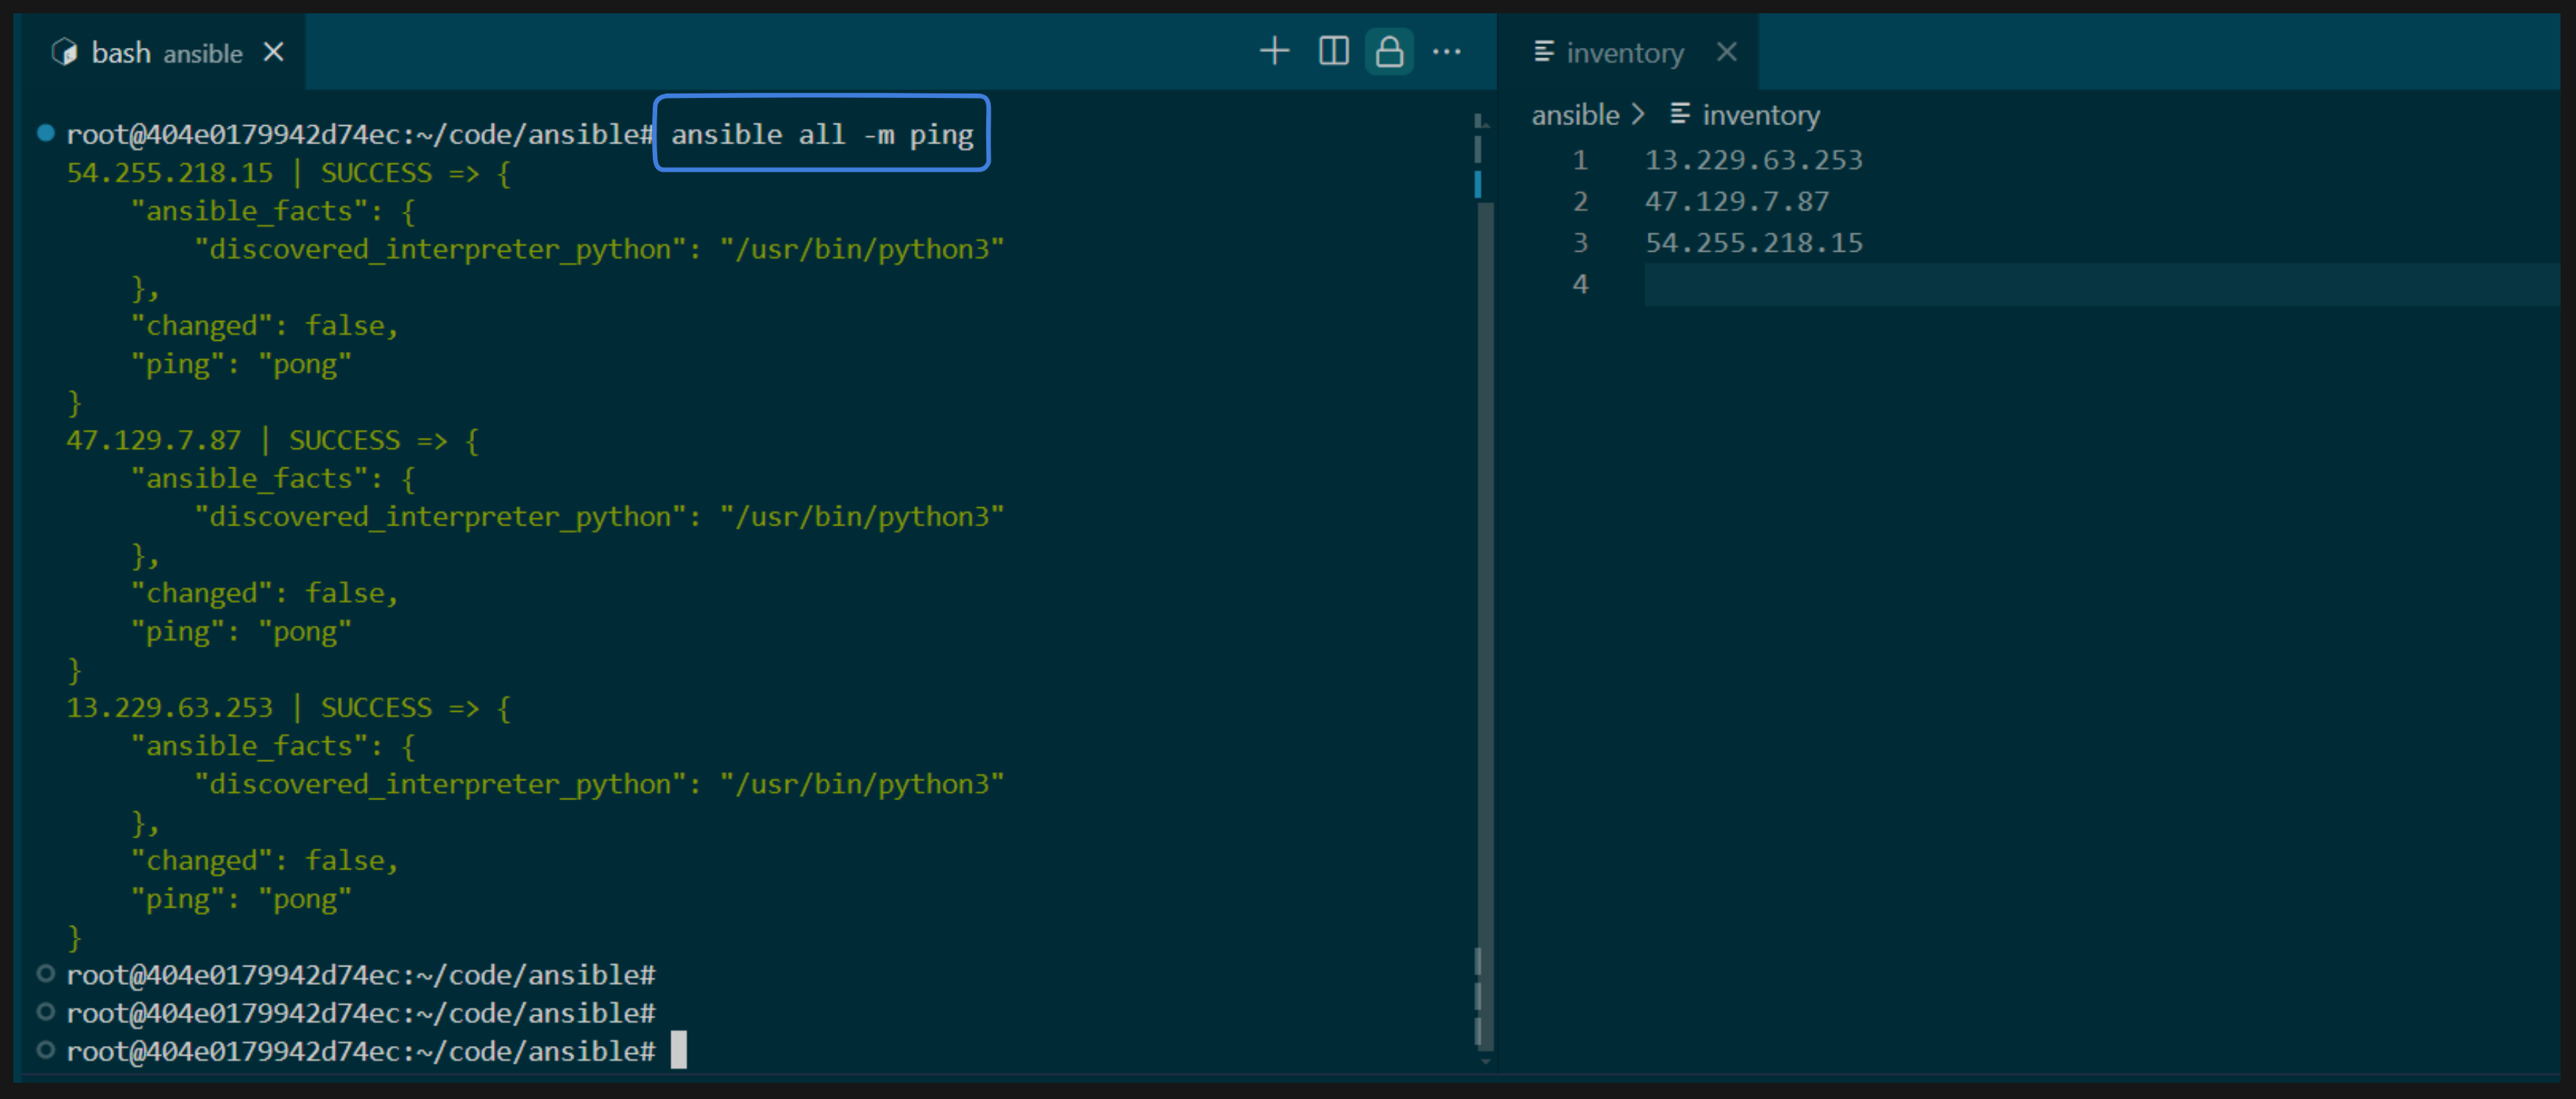 bash ansible
root@404e0179942d74ec:~/code/ansible# ansible all -m ping
54.255.218.15 | SUCCESS => {
    "ansible_facts": {
        "discovered_interpreter_python": "/usr/bin/python3"
    },
    "changed": false,
    "ping": "pong"
}
47.129.7.87 | SUCCESS => {
    "ansible_facts": {
        "discovered_interpreter_python": "/usr/bin/python3"
    },
    "changed": false,
    "ping": "pong"
}
13.229.63.253 | SUCCESS => {
    "ansible_facts": {
        "discovered_interpreter_python": "/usr/bin/python3"
    },
    "changed": false,
    "ping": "pong"
}
root@404e0179942d74ec:~/code/ansible#
root@404e0179942d74ec:~/code/ansible#
root@404e0179942d74ec:~/code/ansible#
inventory
ansible > inventory
1 13.229.63.253
2 47.129.7.87
3 54.255.218.15
4